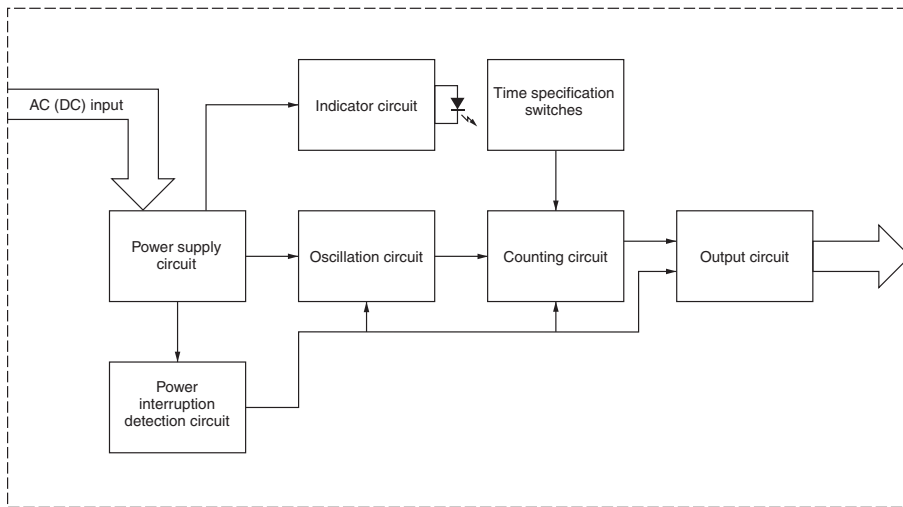 AC (DC) input
Indicator circuit
Time specification
switches
Power supply
circuit
Oscillation circuit
Counting circuit
Output circuit
Power
interruption
detection circuit